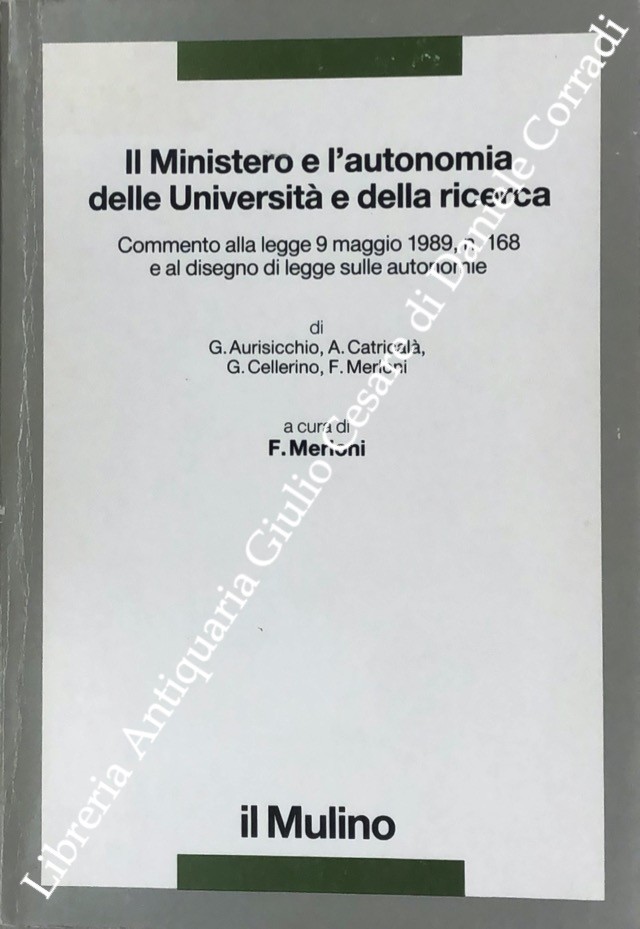 Il Ministero e l'autonomia
delle Università e della ricerca
Commento alla legge 9 maggio 1989, n. 168
e al disegno di legge sulle autonomie
di
G. Aurisicchio, A. Catricalà,
G. Cellerino, F. Merloni
a cura di
F. Merloni
il Mulino
Libreria Antiquaria Giulio Cesare di Daniele Corradi